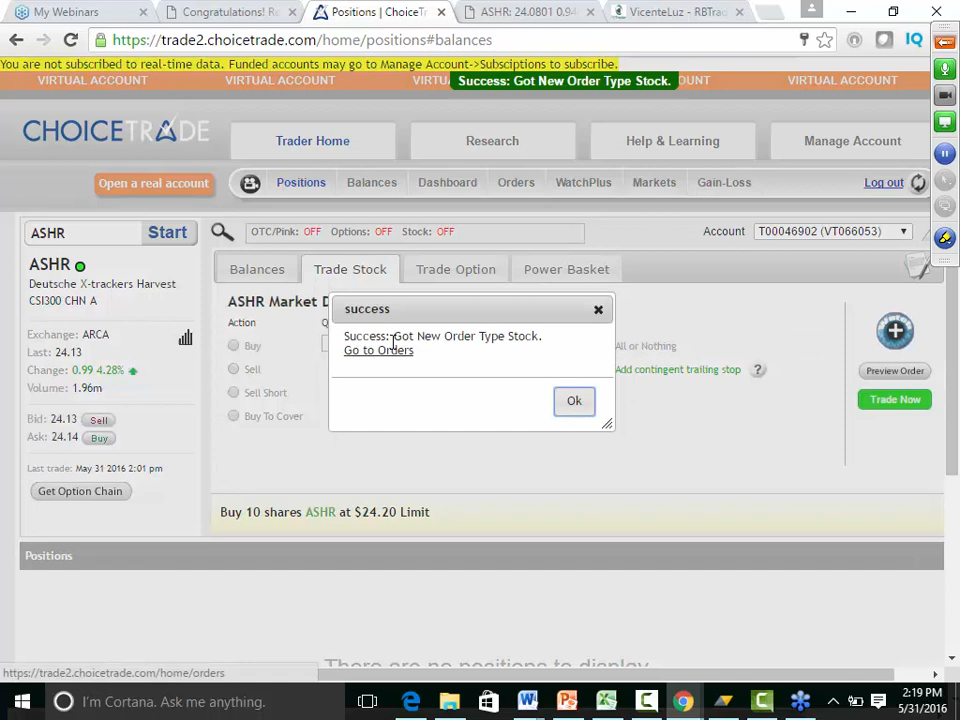 My Webinars
Congratulations! R
Positions | ChoiceTr
ASHR: 24.0801 0.9
VicenteLuz - RBTrad
https://trade2.choicetrade.com/home/positions#balances
IQ
You are not subscribed to real-time data. Funded accounts may go to Manage Account->Subsciptions to subscribe.
VIRTUAL ACCOUNT VIRTUAL ACCOUNT VIRTU UNT VIRTUAL ACCOUNT
Success: Got New Order Type Stock.
CHOICETRADE
Trader Home
Research
Help & Learning
Manage Account
Open a real account
Positions
Balances
Dashboard
Orders
WatchPlus
Markets
Gain-Loss
Log out
ASHR
Start
OTC/Pink: OFF Options: OFF Stock: OFF
Account
T00046902 (VT066053)
ASHR
Deutsche X-trackers Harvest
CSI300 CHN A
Exchange: ARCA
Last: 24.13
Change: 0.99 4.28%
Volume: 1.96m
Bid: 24.13 Sell
Ask: 24.14 Buy
Last trade: May 31 2016 2:01 pm
Get Option Chain
Balances
Trade Stock
Trade Option
Power Basket
ASHR Market D
Action
Q
Buy
Sell
Sell Short
Buy To Cover
success
Success: Got New Order Type Stock.
Go to Orders
Ok
All or Nothing
Add contingent trailing stop ?
Preview Order
Trade Now
Buy 10 shares ASHR at $24.20 Limit
Positions
There are no positions to display
https://trade2.choicetrade.com/home/orders
I'm Cortana. Ask me anything.
2:19 PM
5/31/2016